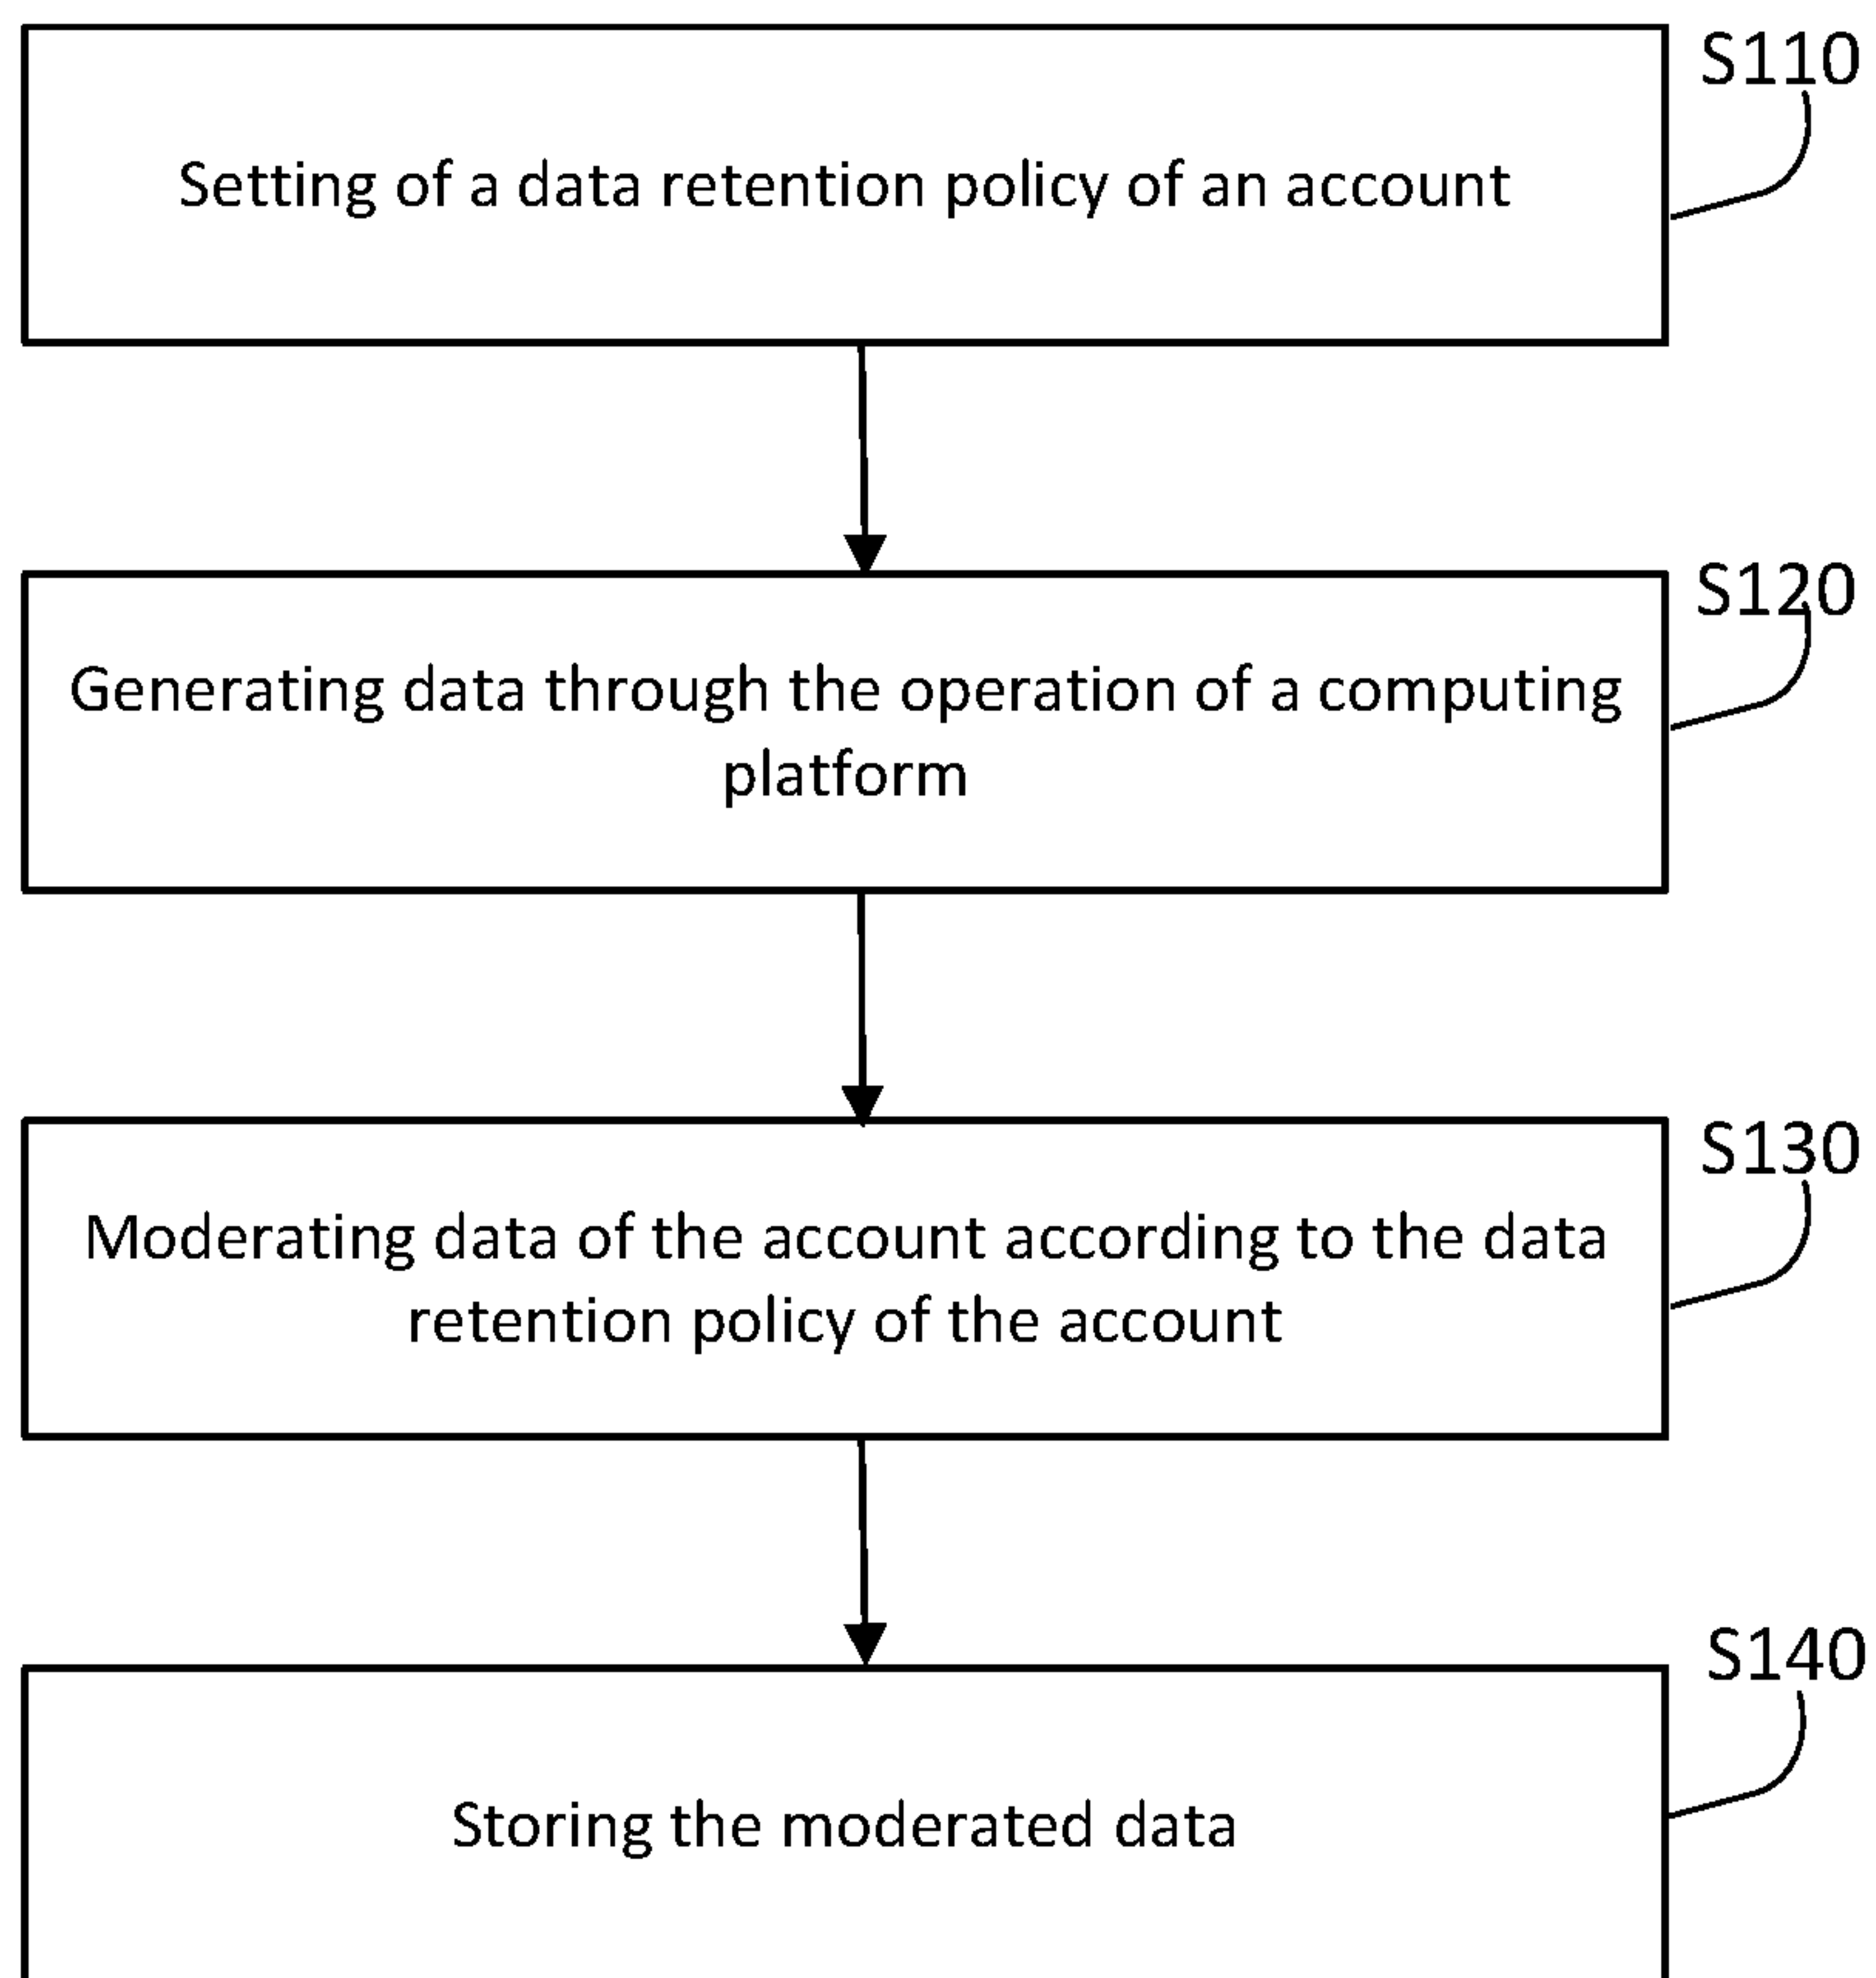 S110
Setting of a data retention policy of an account
S120
Generating data through the operation of a computing
platform
S130
Moderating data of the account according to the data
retention policy of the account
S140
Storing the moderated data